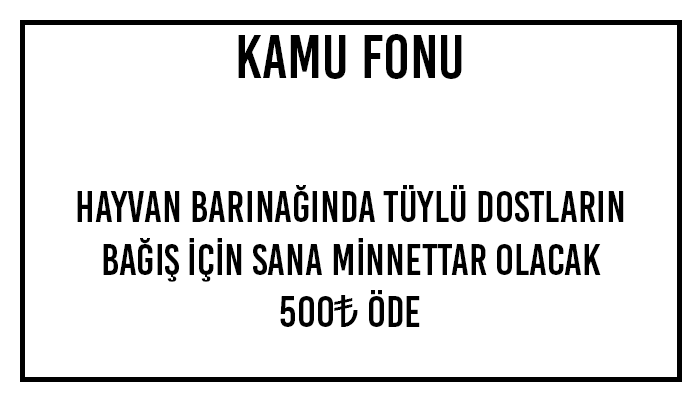 KAMU FONU
HAYVAN BARINAĞINDA TÜYLÜ DOSTLARIN
BAĞIŞ İÇİN SANA MİNNETTAR OLACAK
500₺ ÖDE